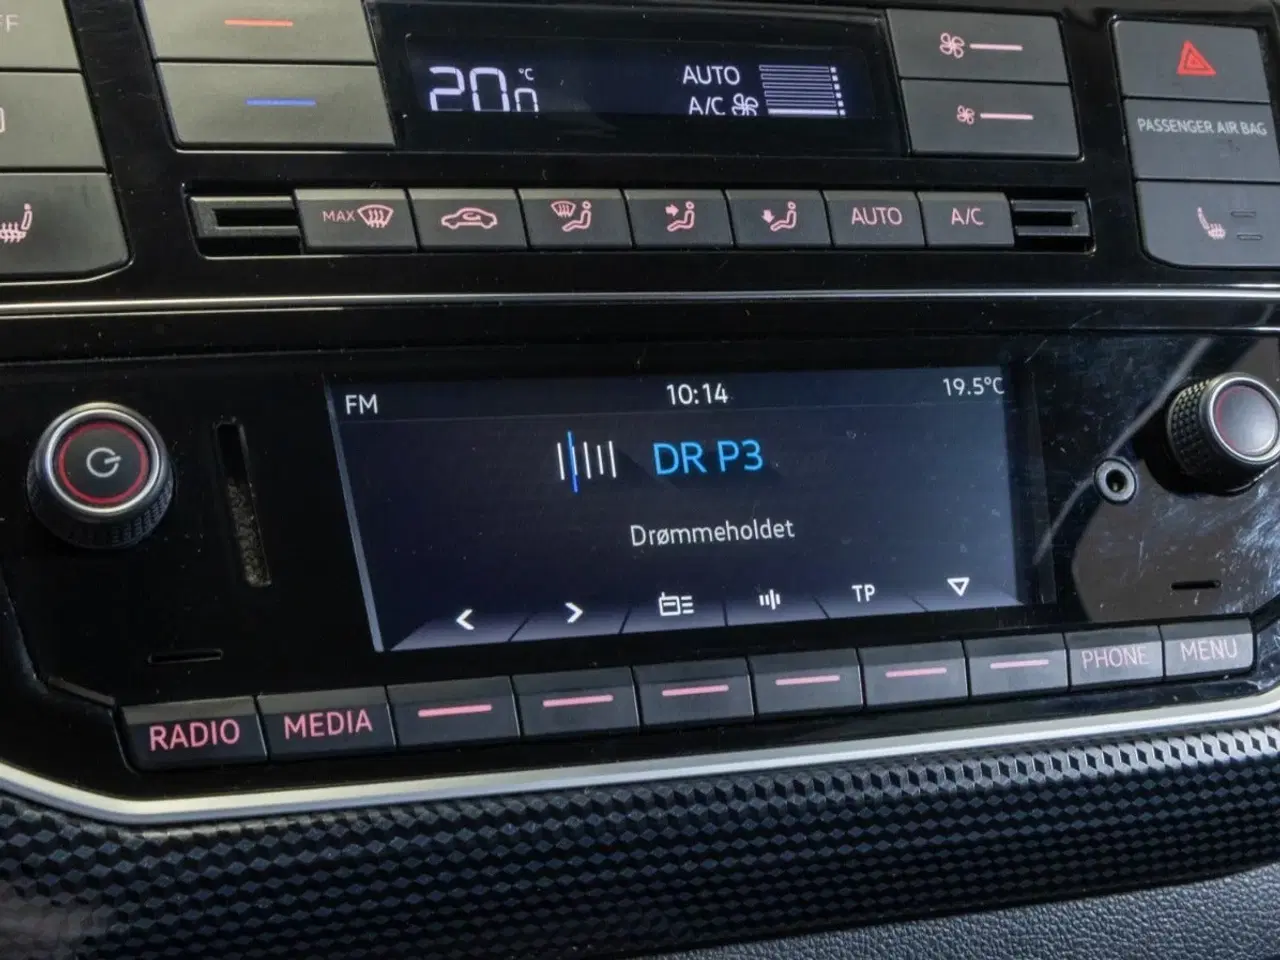 20.0 °C
AUTO
A/C
PASSENGER AIR BAG
MAX
AUTO
A/C
FM
10:14
19.5°C
DR P3
Drømmeholdet
TP
RADIO
MEDIA
PHONE
MENU